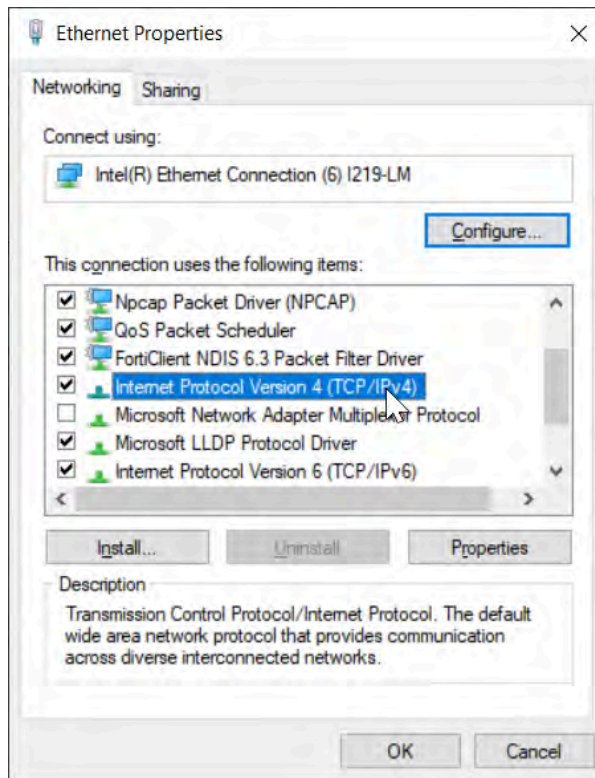 Ethernet Properties
Networking
Sharing
Connect using:
Intel(R) Ethernet Connection (6) I219-LM
Configure...
This connection uses the following items:
Npcap Packet Driver (NPCAP)
QoS Packet Scheduler
FortiClient NDIS 6.3 Packet Filter Driver
Internet Protocol Version 4 (TCP/IPv4)
Microsoft Network Adapter Multiplexor Protocol
Microsoft LLDP Protocol Driver
Internet Protocol Version 6 (TCP/IPv6)
Install...
Uninstall
Properties
Description
Transmission Control Protocol/Internet Protocol. The default
wide area network protocol that provides communication
across diverse interconnected networks.
OK
Cancel